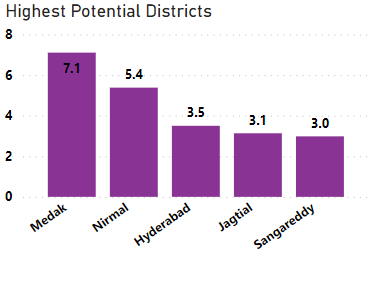 Highest Potential Districts
8
6
4
2
0
7.1
5.4
3.5
3.1
3.0
Medak
Nirmal
Hyderabad
Jagtial
Sangareddy